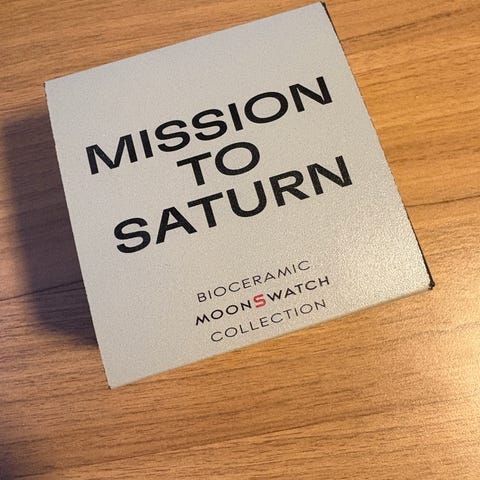 MISSION
TO
SATURN
BIOCERAMIC
MOONSWATCH
COLLECTION